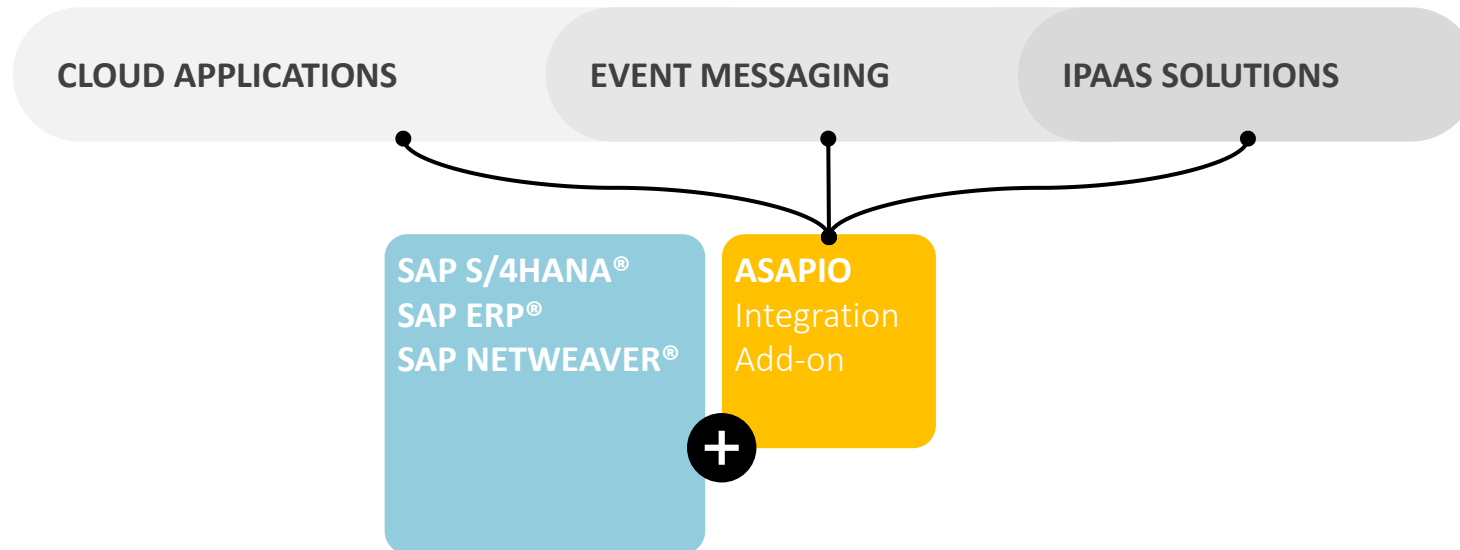 CLOUD APPLICATIONS
EVENT MESSAGING
IPAAS SOLUTIONS
SAP S/4HANA®
SAP ERP®
SAP NETWEAVER®
ASAPIO
Integration
Add-on